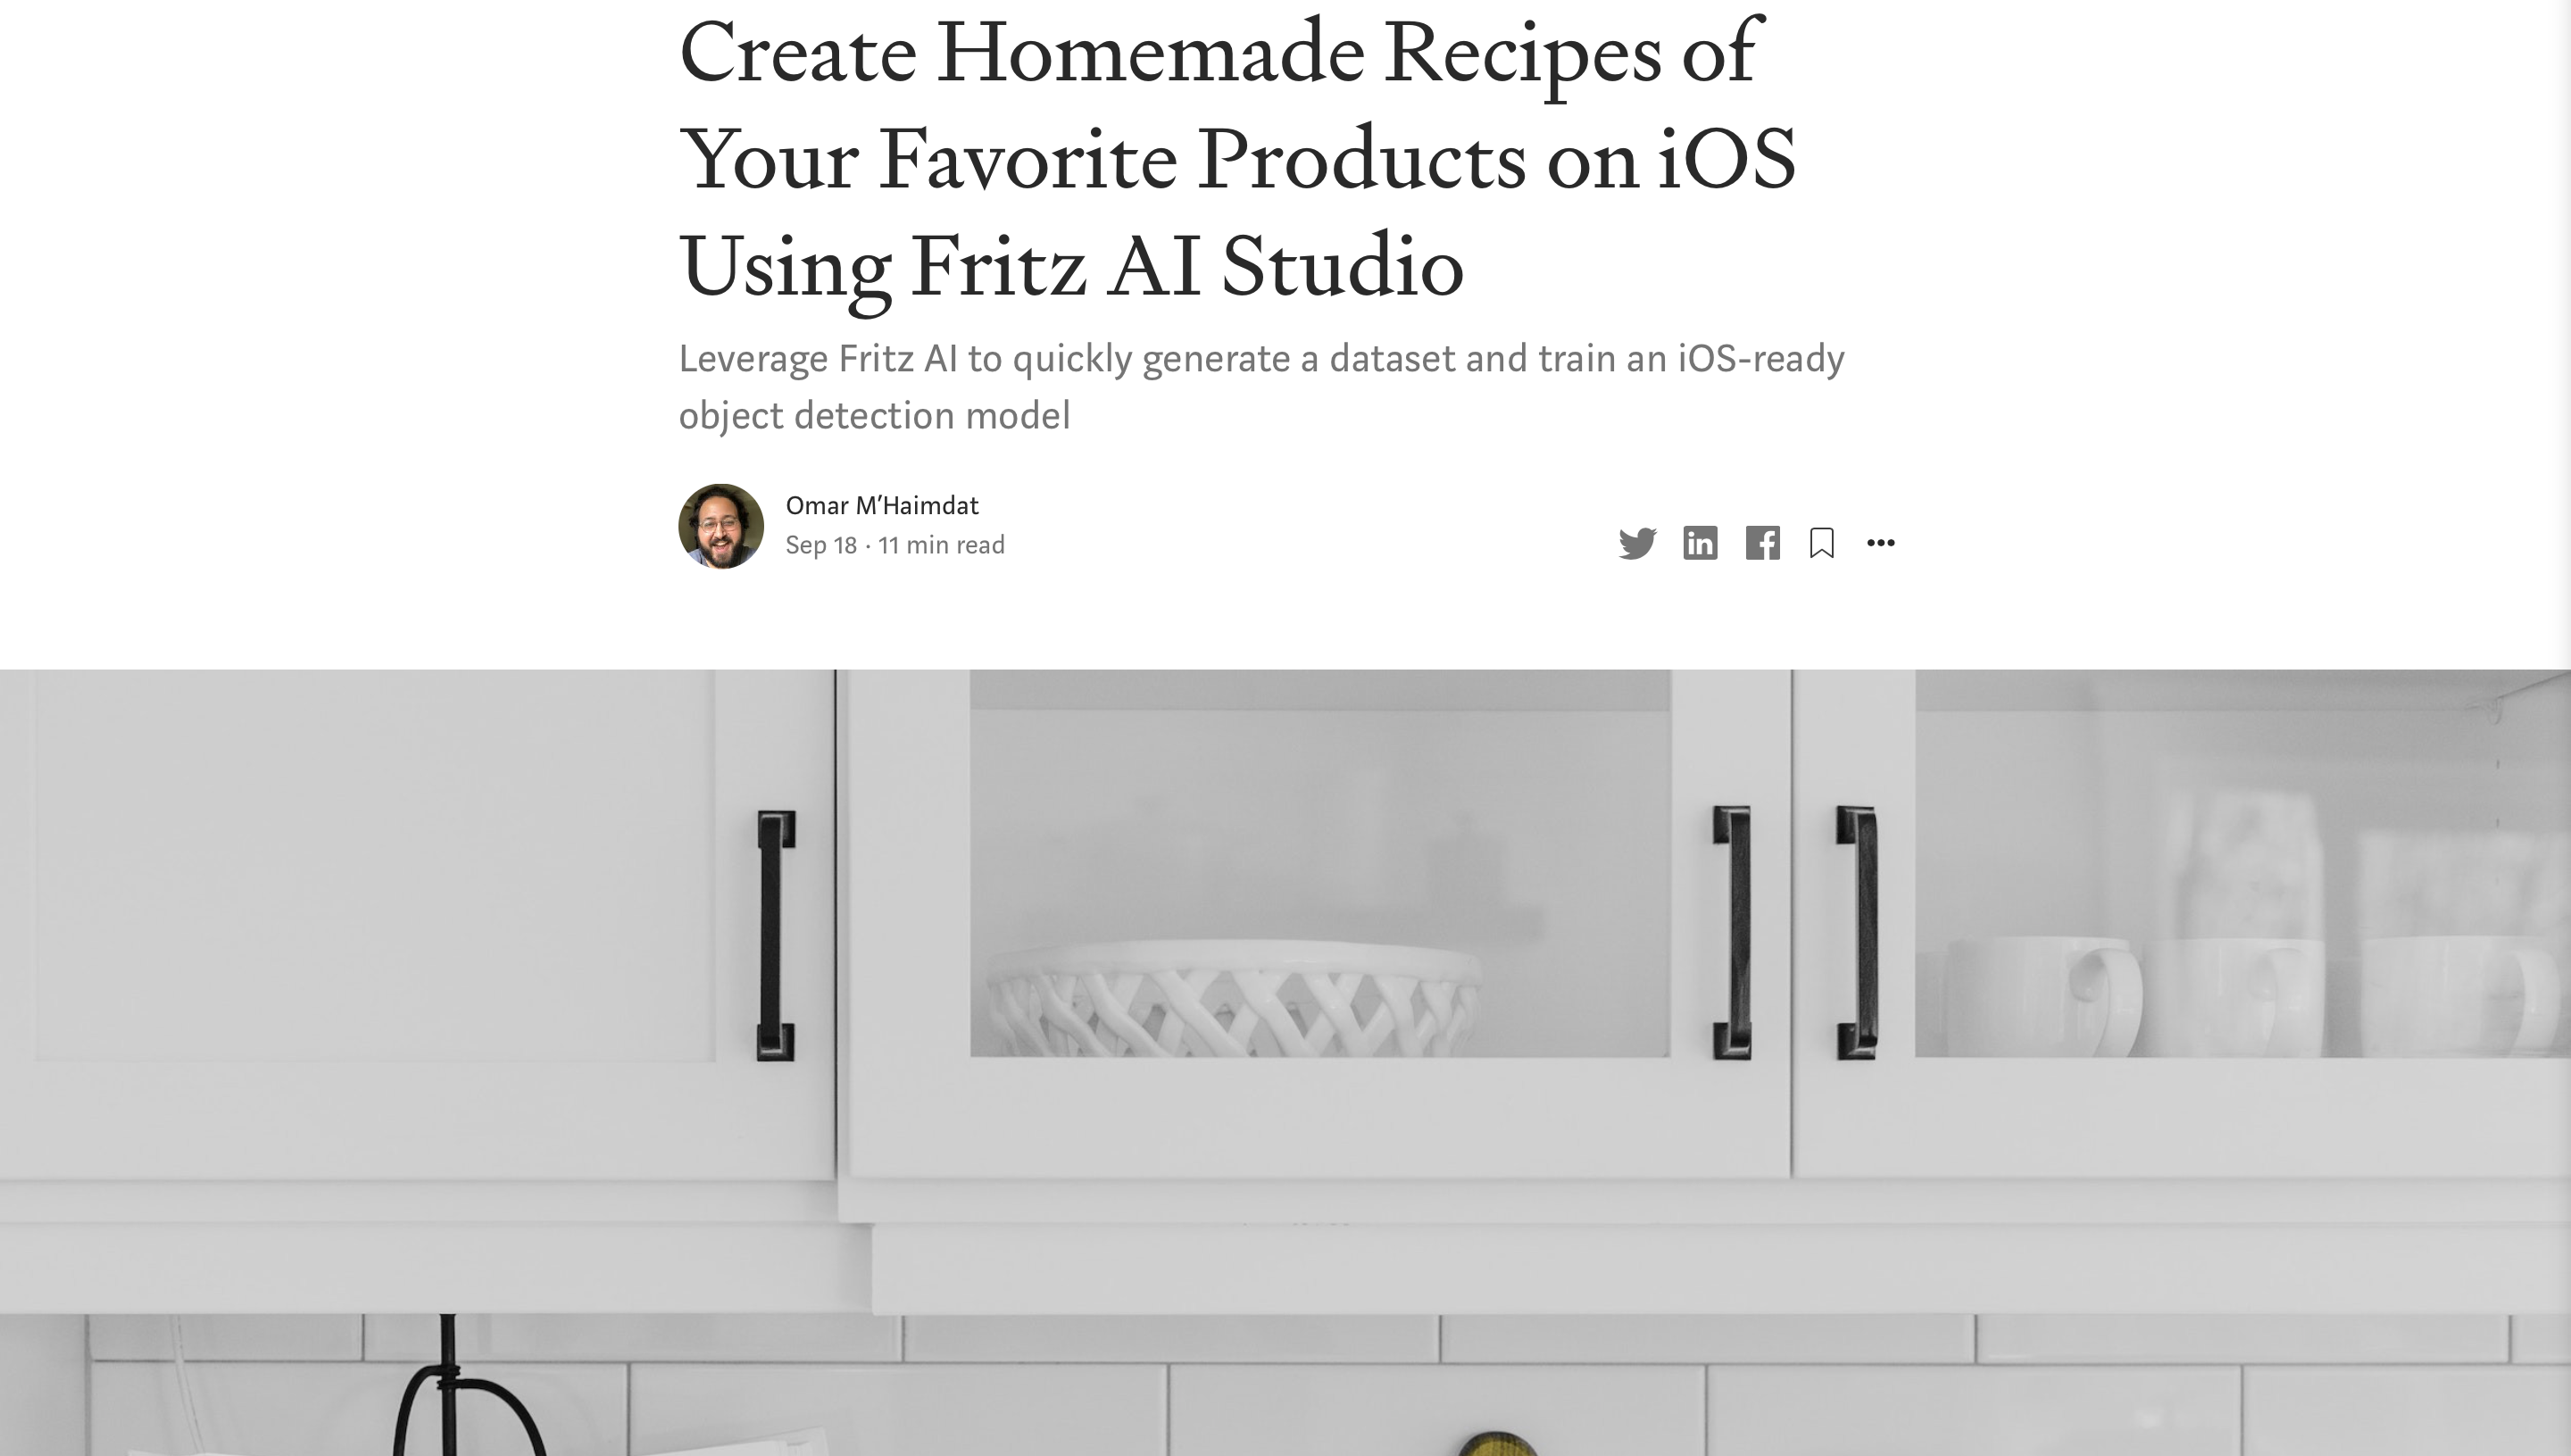 Create Homemade Recipes of
Your Favorite Products on iOS
Using Fritz AI Studio
Leverage Fritz AI to quickly generate a dataset and train an iOS-ready
object detection model
Omar M’Haimdat
Sep 18 · 11 min read